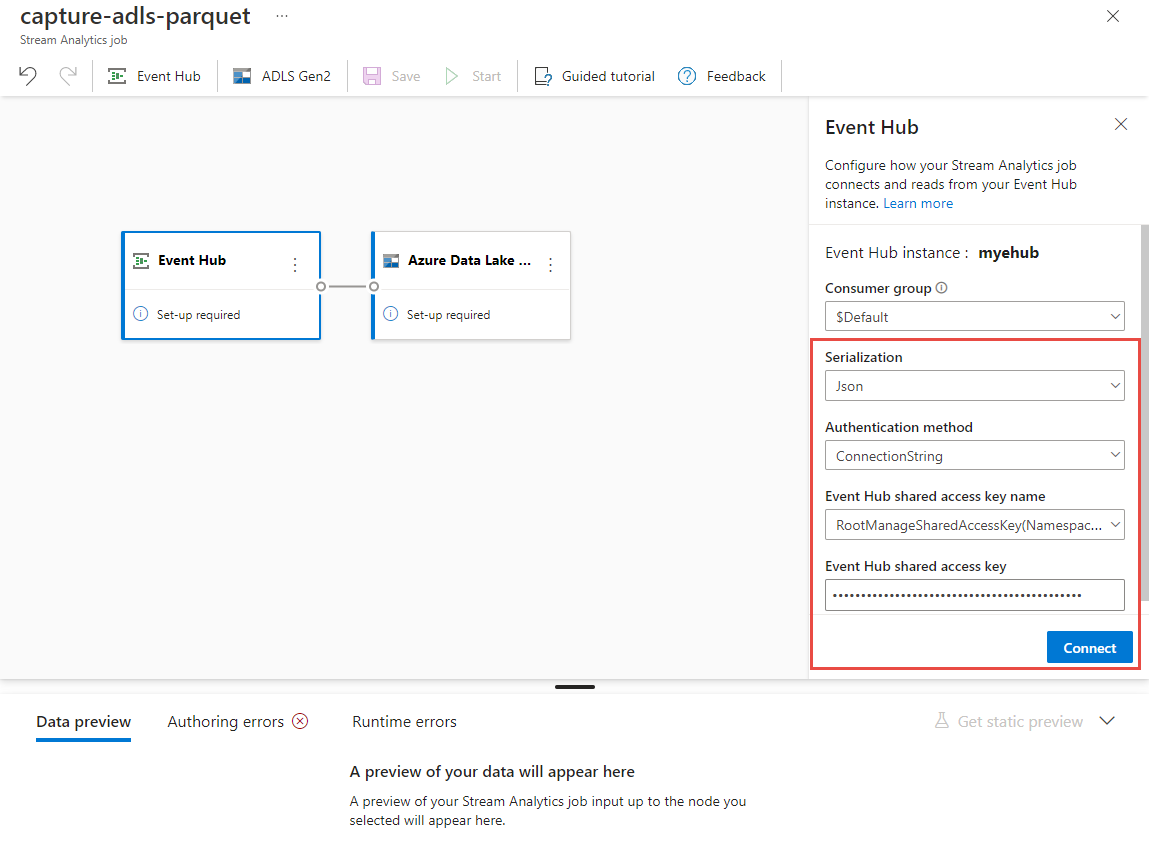 capture-adls-parquet ...
Stream Analytics job
Event Hub
ADLS Gen2
Save
Start
Guided tutorial
Feedback
Event Hub
Configure how your Stream Analytics job
connects and reads from your Event Hub
instance. Learn more
Event Hub
Set-up required
Azure Data Lake ...
Set-up required
Event Hub instance : myehub
Consumer group
$Default
Serialization
Json
Authentication method
ConnectionString
Event Hub shared access key name
RootManageSharedAccessKey(Namespac...
Event Hub shared access key
Connect
Data preview
Authoring errors
Runtime errors
Get static preview
A preview of your data will appear here
A preview of your Stream Analytics job input up to the node you
selected will appear here.